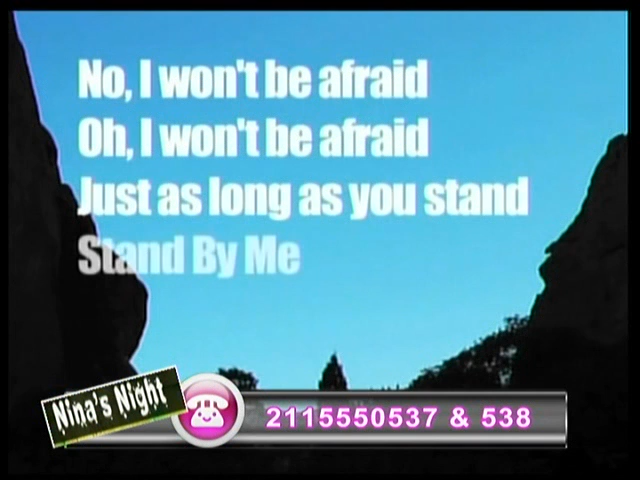 No, I won't be afraid
Oh, I won't be afraid
Just as long as you stand
Stand By Me
Nina's Night
2115550537 & 538